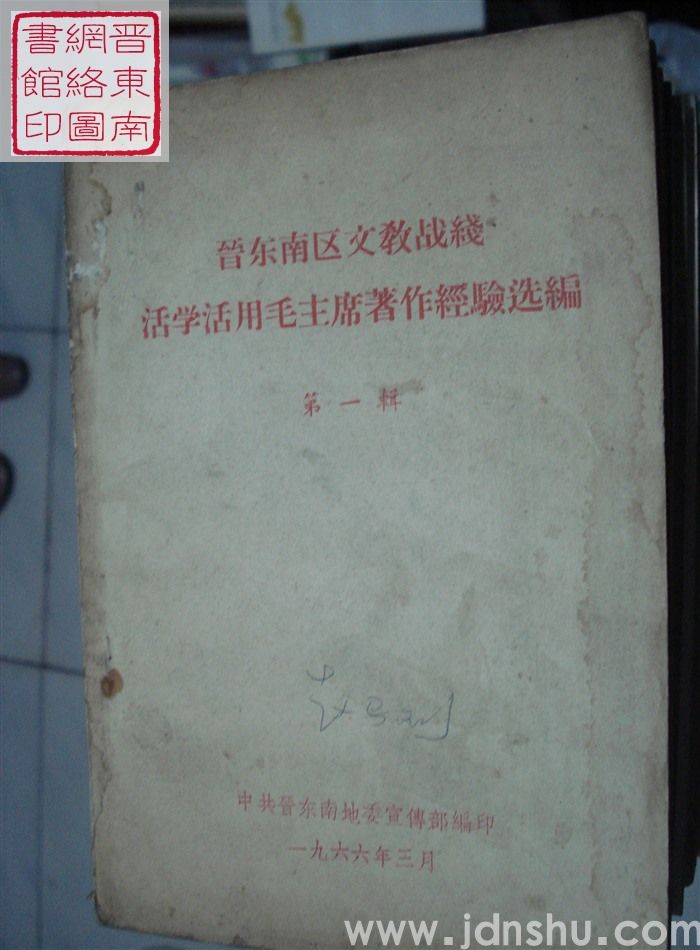 晋東南
網絡圖
書館印
晉东南区文教战綫
活学活用毛主席著作經驗选編
第一輯
中共晉东南地委宣傳部編印
一九六六年三月
www.jdnshu.com